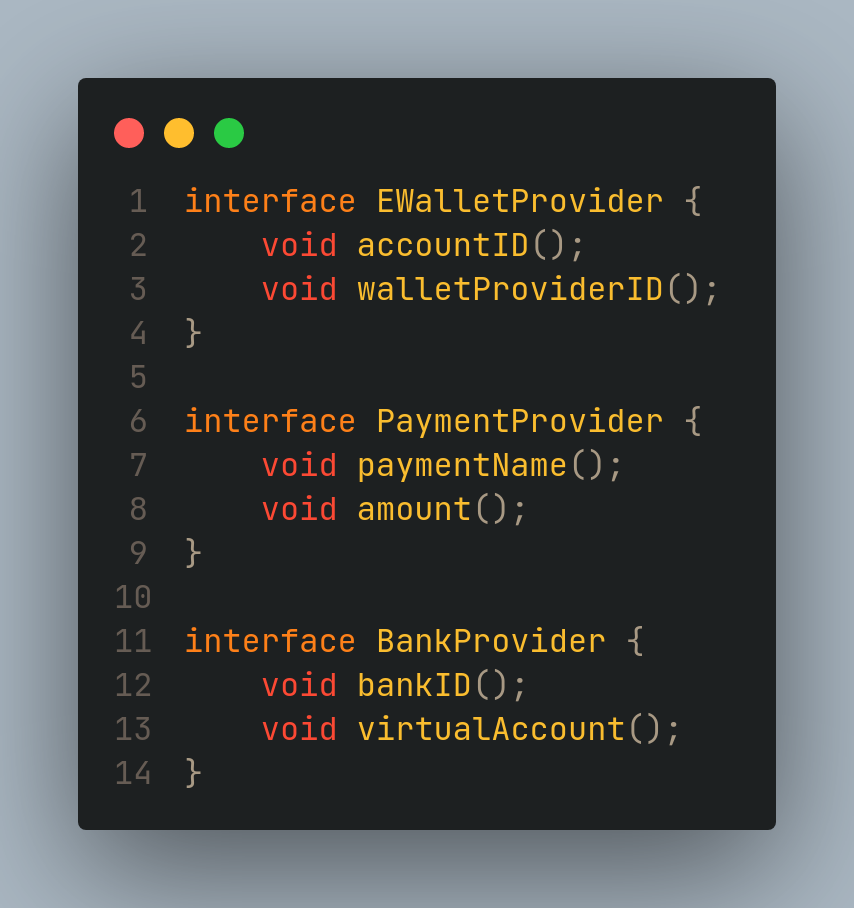 1 interface EWalletProvider {
2     void accountID();
3     void walletProviderID();
4 }
5
6 interface PaymentProvider {
7     void paymentName();
8     void amount();
9 }
10
11 interface BankProvider {
12     void bankID();
13     void virtualAccount();
14 }